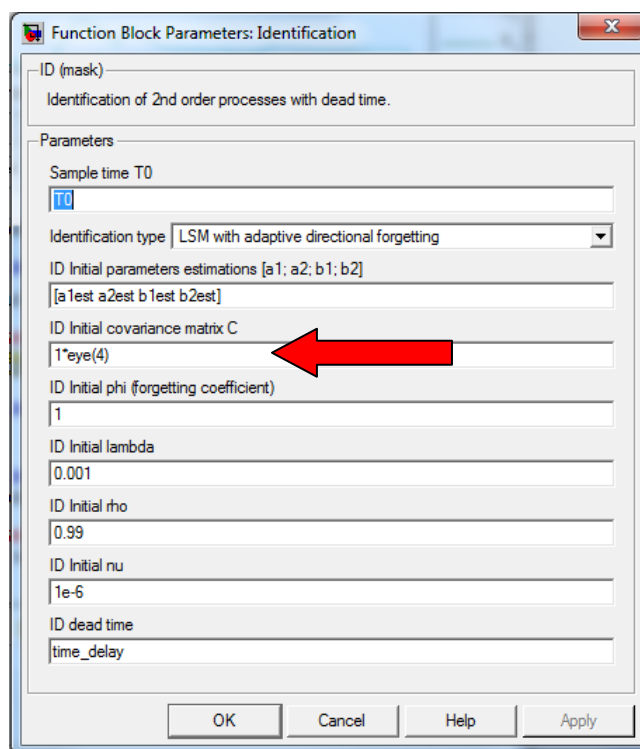 Function Block Parameters: Identification
ID (mask)
Identification of 2nd order processes with dead time.
Parameters
Sample time T0
T0
Identification type LSM with adaptive directional forgetting
ID Initial parameters estimations [a1; a2; b1; b2]
[a1est a2est b1est b2est]
ID Initial covariance matrix C
1*eye(4)
ID Initial phi (forgetting coefficient)
1
ID Initial lambda
0.001
ID Initial rho
0.99
ID Initial nu
1e-6
ID dead time
time_delay
OK Cancel Help Apply